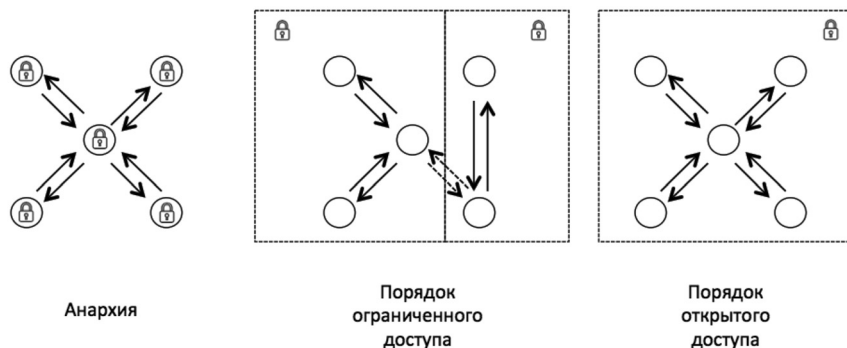 Анархия
Порядок
ограниченного
доступа
Порядок
открытого
доступа